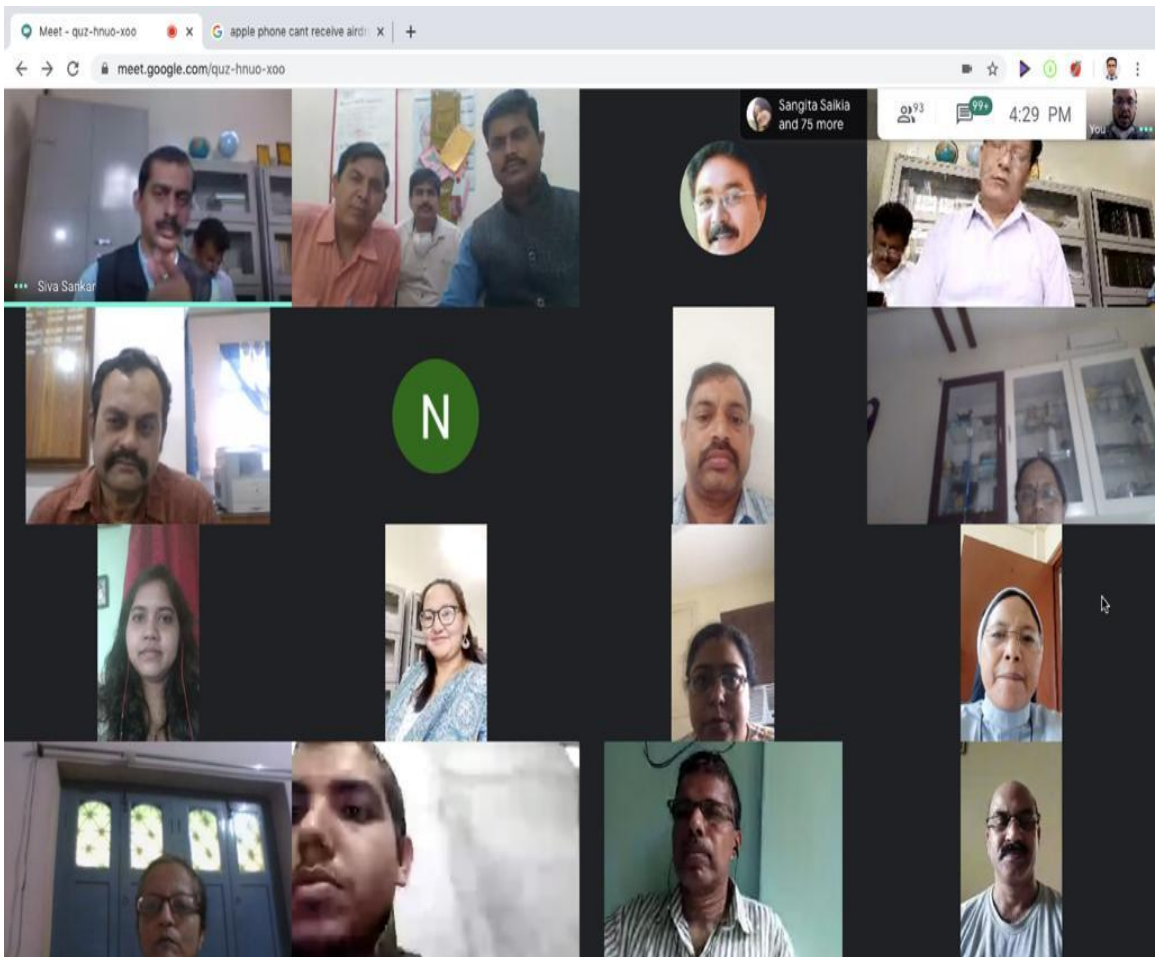 Meet - quz-hnuo-xoo
apple phone cant receive airdr
meet.google.com/quz-hnuo-xoo
Sangita Saikia
and 75 more
93
99+
4:29 PM
You
Siva Sankar
N